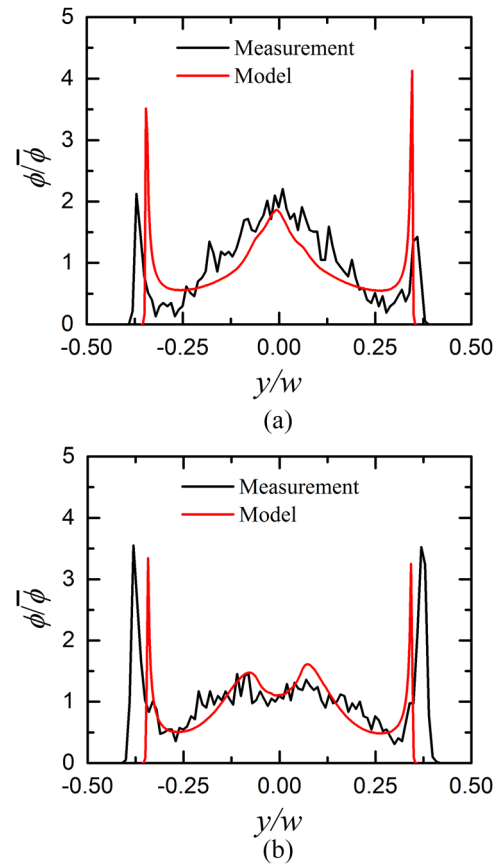 5
Measurement
Model
4
3
ϕ/ϕ̅
2
1
0
-0.50 -0.25 0.00 0.25 0.50
y/w
(a)
5
Measurement
Model
4
3
ϕ/ϕ̅
2
1
0
-0.50 -0.25 0.00 0.25 0.50
y/w
(b)